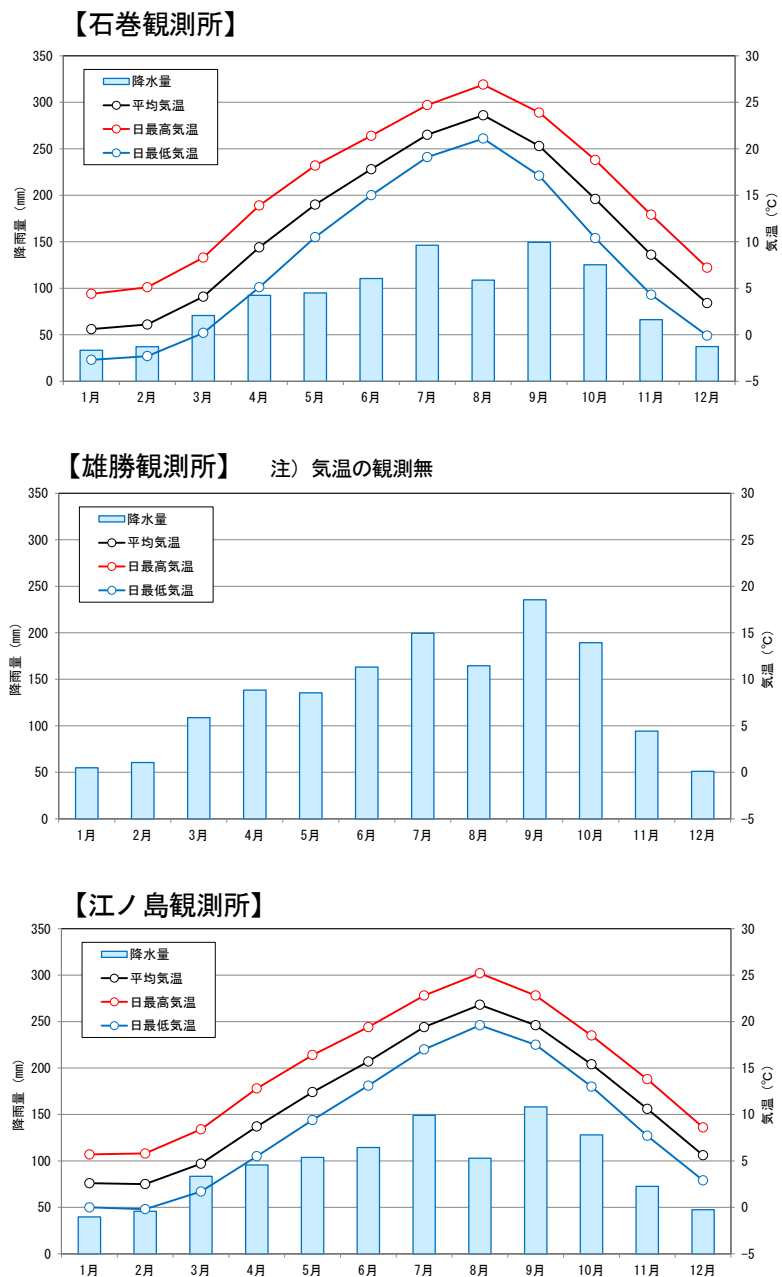 【石巻観測所】
350
300
250
200
150
100
50
0
降雨量 (mm)
降水量
平均気温
日最高気温
日最低気温
30
25
20
15
10
5
0
-5
気温 (℃)
1月 2月 3月 4月 5月 6月 7月 8月 9月 10月 11月 12月
【雄勝観測所】 注）気温の観測無
350
300
250
200
150
100
50
0
降雨量 (mm)
降水量
平均気温
日最高気温
日最低気温
30
25
20
15
10
5
0
-5
気温 (℃)
1月 2月 3月 4月 5月 6月 7月 8月 9月 10月 11月 12月
【江ノ島観測所】
350
300
250
200
150
100
50
0
降雨量 (mm)
降水量
平均気温
日最高気温
日最低気温
30
25
20
15
10
5
0
-5
気温 (℃)
1月 2月 3月 4月 5月 6月 7月 8月 9月 10月 11月 12月